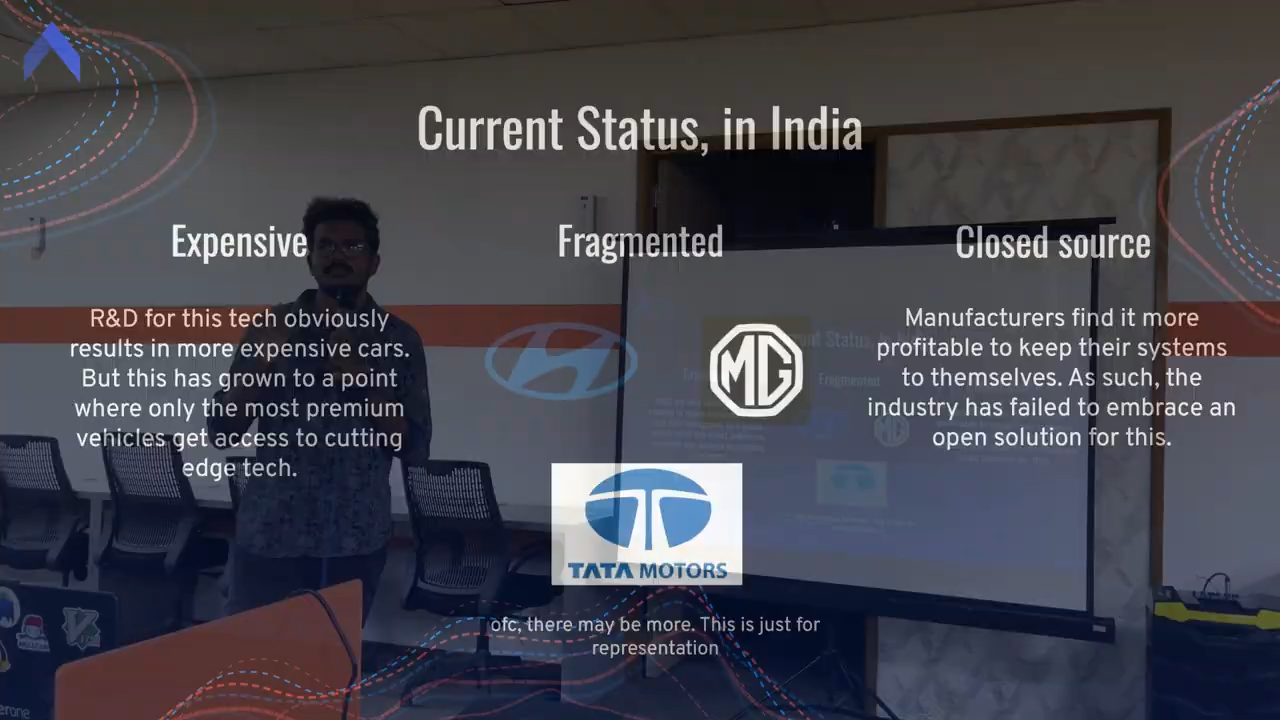 Current Status, in India
Expensive
R&D for this tech obviously
results in more expensive cars.
But this has grown to a point
where only the most premium
vehicles get access to cutting
edge tech.
Fragmented
MG
TATA MOTORS
ofc, there may be more. This is just for
representation
Closed source
Manufacturers find it more
profitable to keep their systems
to themselves. As such, the
industry has failed to embrace an
open solution for this.
Current Status,
Fragmented